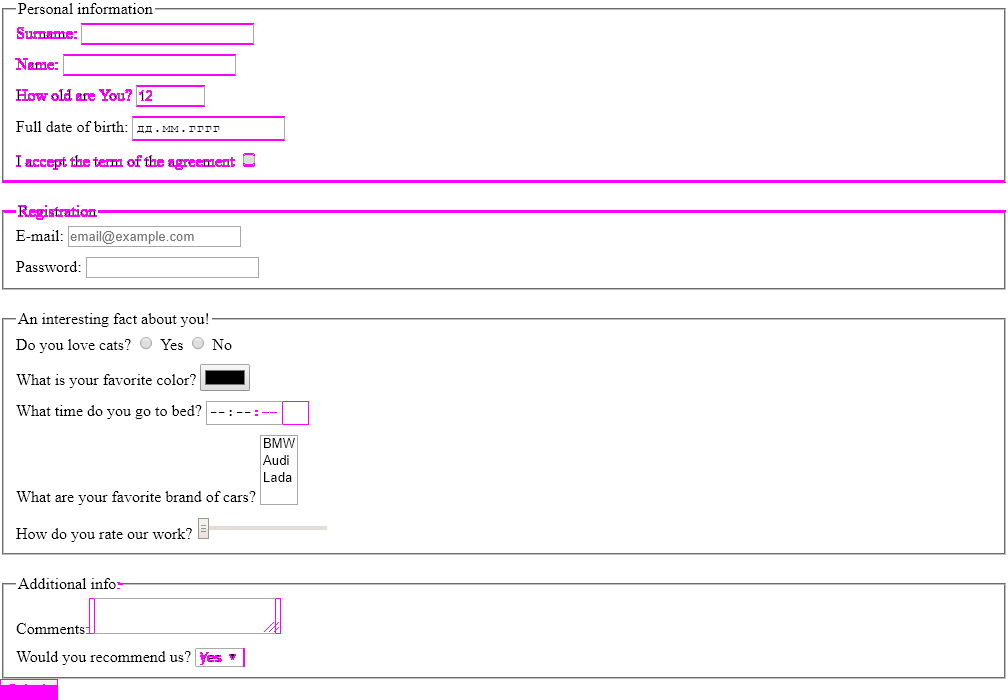 Personal information
Surname:
Name:
How old are You? 12
Full date of birth: дд.мм.гггг
I accept the term of the agreement
Registration
E-mail: email@example.com
Password:
An interesting fact about you!
Do you love cats? Yes No
What is your favorite color?
What time do you go to bed? --:--:--
BMW
Audi
Lada
What are your favorite brand of cars?
How do you rate our work?
Additional info:
Comments:
Would you recommend us? Yes